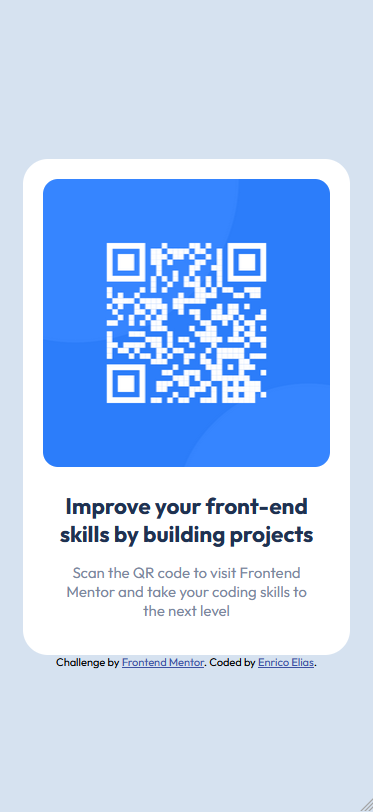 Improve your front-end
skills by building projects
Scan the QR code to visit Frontend
Mentor and take your coding skills to
the next level
Challenge by Frontend Mentor. Coded by Enrico Elias.